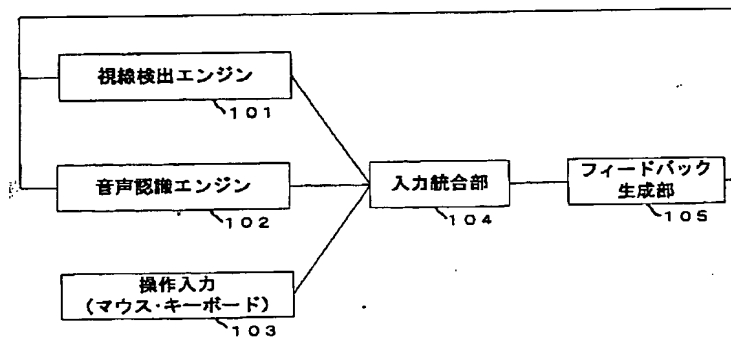 視線検出エンジン
101
音声認識エンジン
102
操作入力
(マウス・キーボード)
103
入力統合部
104
フィードバック
生成部
105